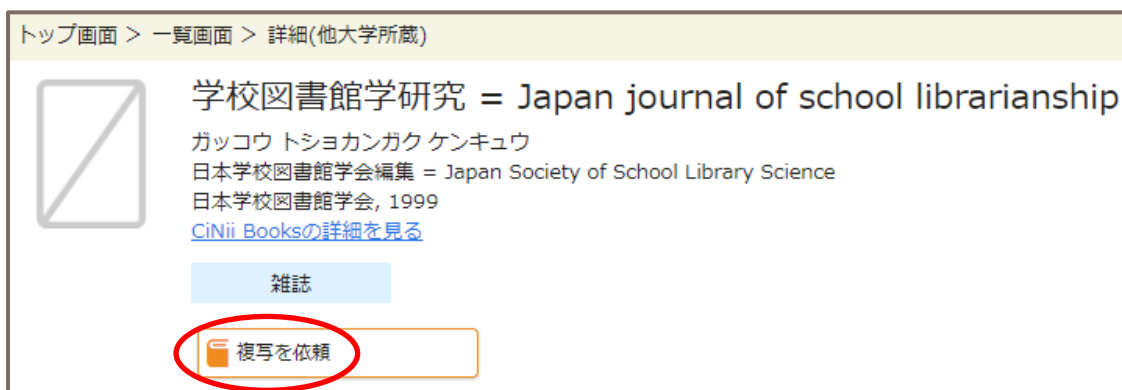 トップ画面 > 一覧画面 > 詳細(他大学所蔵)
学校図書館学研究 = Japan journal of school librarianship
ガッコウ トショカンガク ケンキュウ
日本学校図書館学会編集 = Japan Society of School Library Science
日本学校図書館学会, 1999
CiNii Booksの詳細を見る
雑誌
複写を依頼